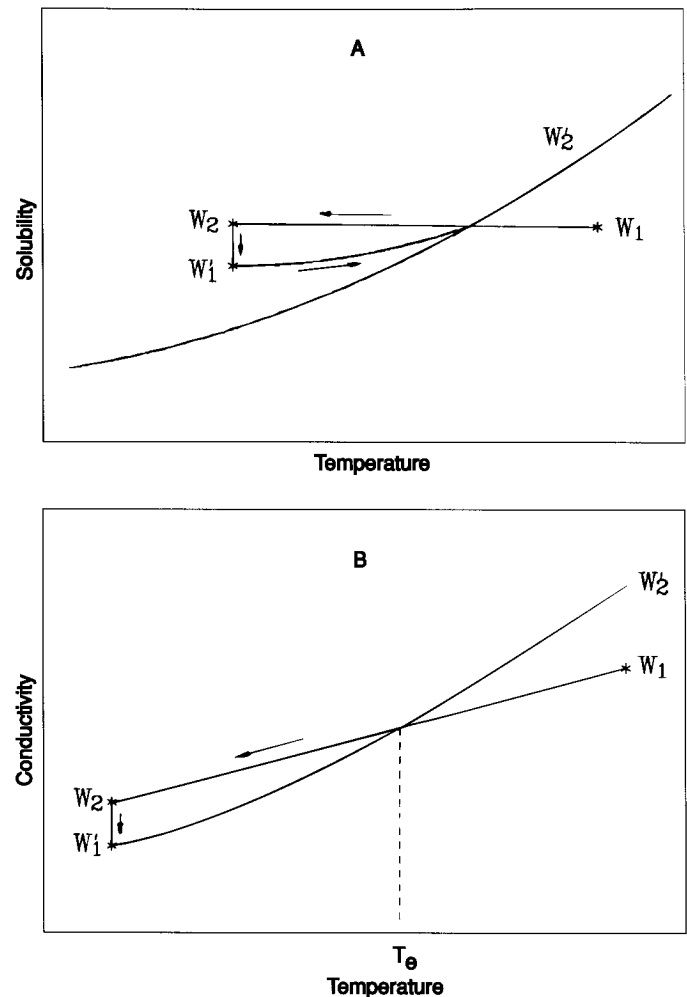 A
W₂′
Solubility
W₂
W₁
W₁′
Temperature
B
W₂′
W₁
Conductivity
W₂
W₁′
Tₑ
Temperature